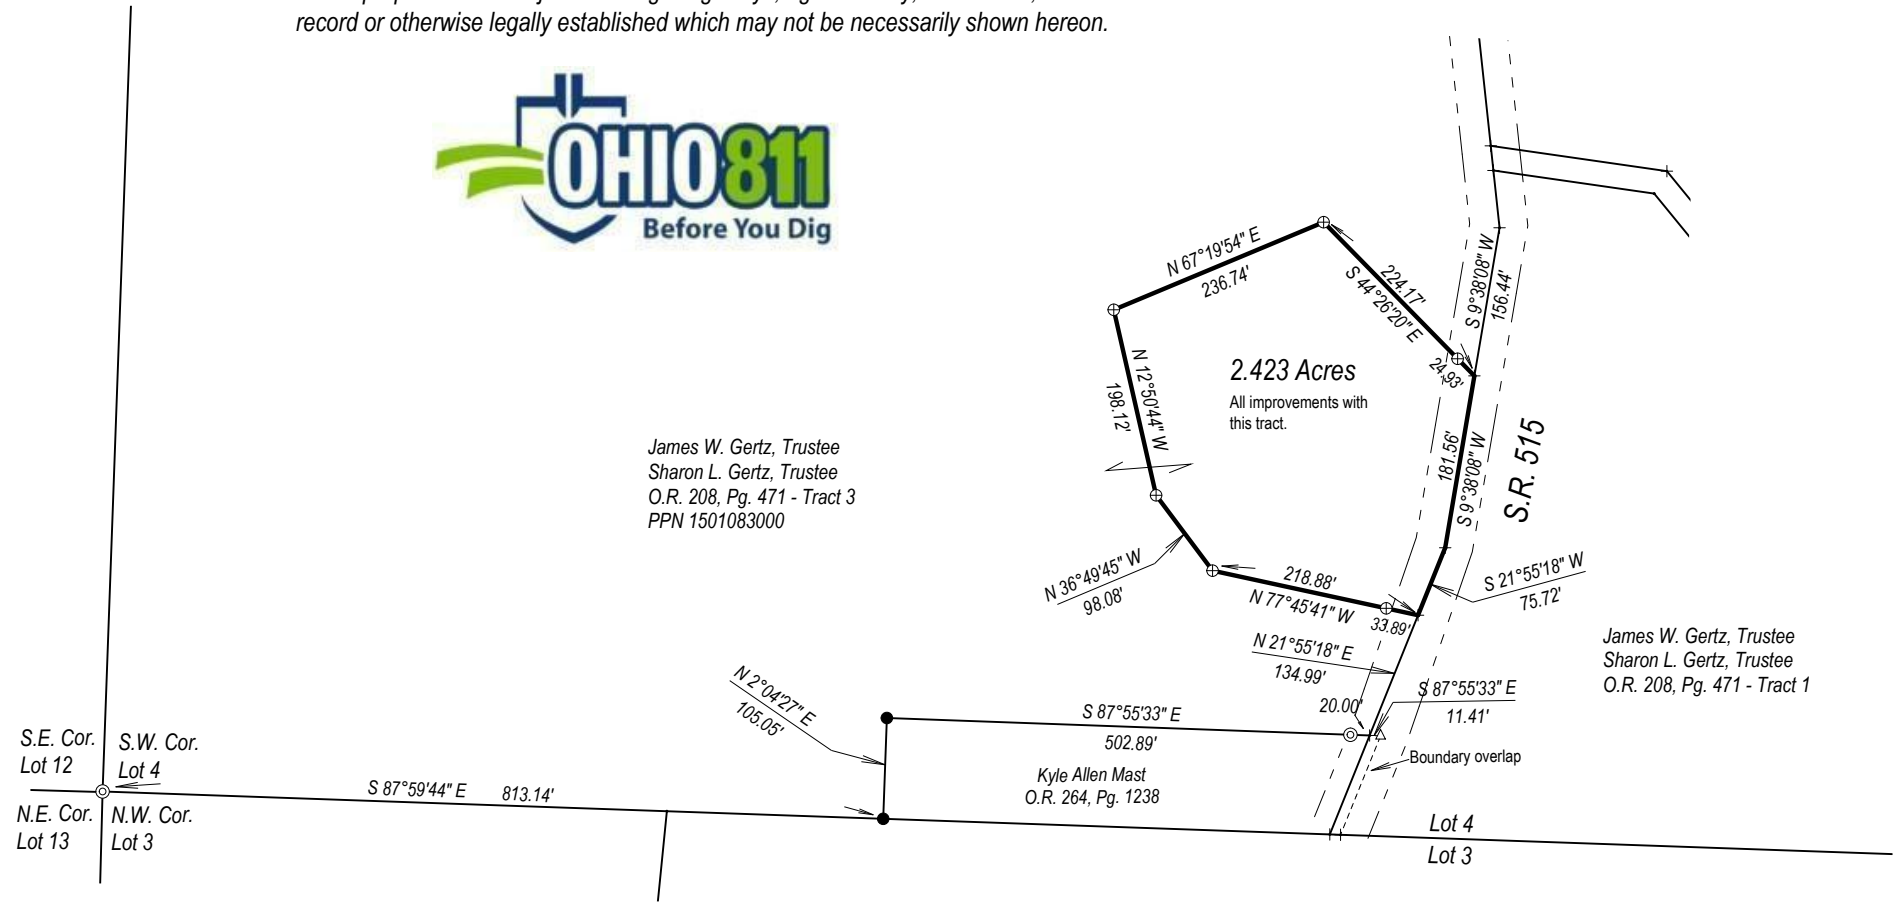 record or otherwise legally established which may not be necessarily shown hereon.
OHIO811
Before You Dig
N 67°19'54" E
236.74'
224.17'
S 44°26'20" E
24.93'
S 9°38'08" W
156.44'
N 12°50'44" W
198.12'
2.423 Acres
All improvements with
this tract.
181.56'
S 9°38'08" W
S.R. 515
James W. Gertz, Trustee
Sharon L. Gertz, Trustee
O.R. 208, Pg. 471 - Tract 3
PPN 1501083000
N 36°49'45" W
98.08'
218.88'
N 77°45'41" W
33.89'
S 21°55'18" W
75.72'
N 21°55'18" E
134.99'
James W. Gertz, Trustee
Sharon L. Gertz, Trustee
O.R. 208, Pg. 471 - Tract 1
N 2°04'27" E
105.05'
S 87°55'33" E
502.89'
20.00'
S 87°55'33" E
11.41'
Boundary overlap
Kyle Allen Mast
O.R. 264, Pg. 1238
S.E. Cor.
Lot 12
S.W. Cor.
Lot 4
S 87°59'44" E 813.14'
N.E. Cor.
Lot 13
N.W. Cor.
Lot 3
Lot 4
Lot 3